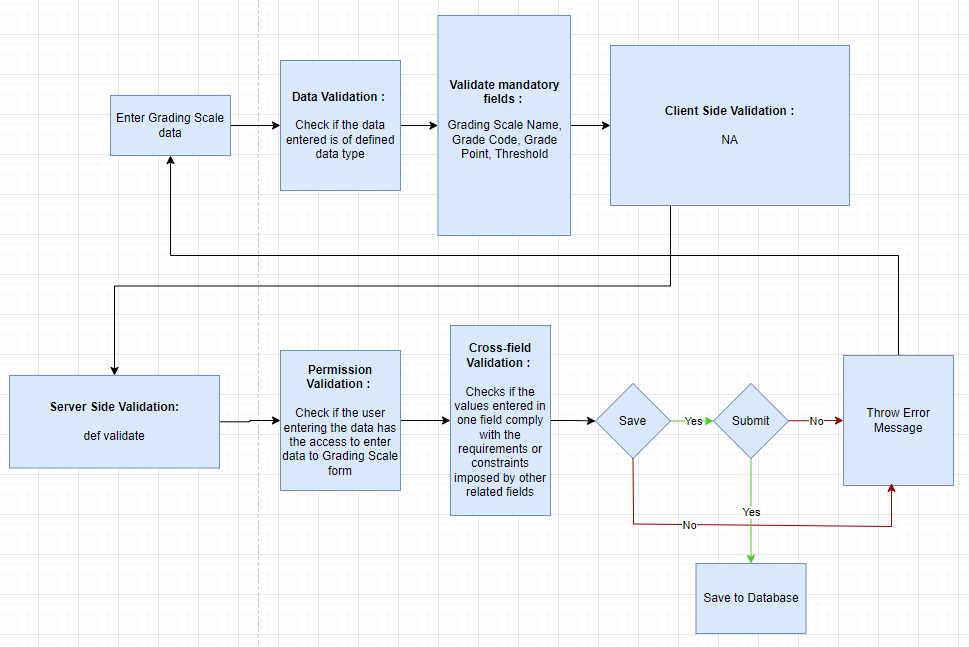 Enter Grading Scale
data
Data Validation :
Check if the data
entered is of defined
data type
Validate mandatory
fields :
Grading Scale Name,
Grade Code, Grade
Point, Threshold
Client Side Validation :
NA
Server Side Validation:
def validate
Permission
Validation :
Check if the user
entering the data has
the access to enter
data to Grading Scale
form
Cross-field
Validation :
Checks if the
values entered in
one field comply
with the
requirements or
constraints
imposed by other
related fields
Save
Yes
Submit
No
Throw Error
Message
No
Yes
Save to Database